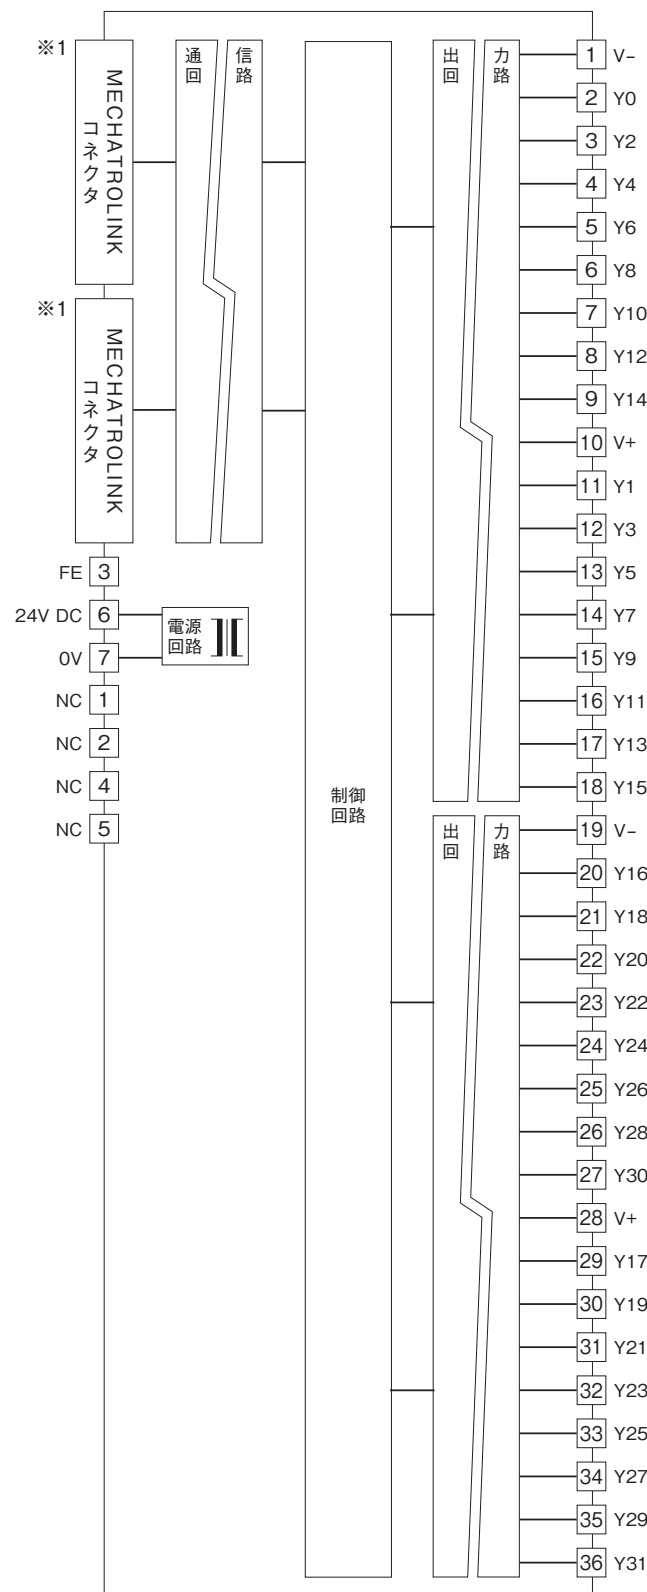 ※1
MECHATROLINK
コネクタ
※1
MECHATROLINK
コネクタ
通信
回路
FE 3
24V DC 6
0V 7
NC 1
NC 2
NC 4
NC 5
電源
回路
制御
回路
出力
回路
出力
回路
1 V-
2 Y0
3 Y2
4 Y4
5 Y6
6 Y8
7 Y10
8 Y12
9 Y14
10 V+
11 Y1
12 Y3
13 Y5
14 Y7
15 Y9
16 Y11
17 Y13
18 Y15
19 V-
20 Y16
21 Y18
22 Y20
23 Y22
24 Y24
25 Y26
26 Y28
27 Y30
28 V+
29 Y17
30 Y19
31 Y21
32 Y23
33 Y25
34 Y27
35 Y29
36 Y31